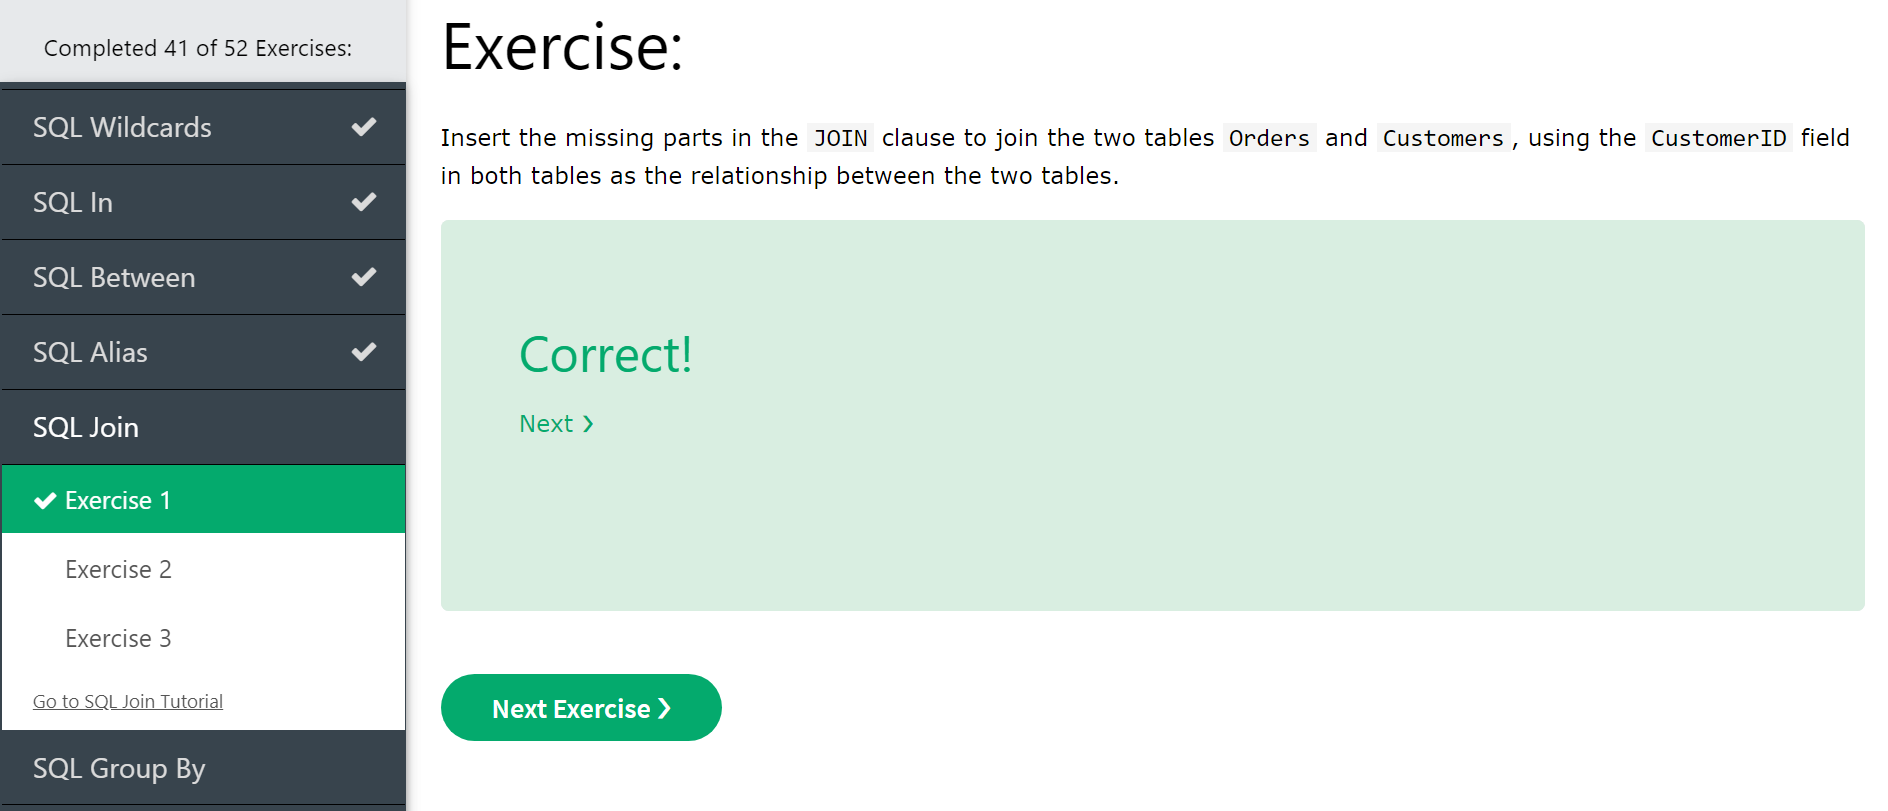 Completed 41 of 52 Exercises:
SQL Wildcards
SQL In
SQL Between
SQL Alias
SQL Join
Exercise 1
Exercise 2
Exercise 3
Go to SQL Join Tutorial
SQL Group By
Exercise:
Insert the missing parts in the JOIN clause to join the two tables Orders and Customers, using the CustomerID field
in both tables as the relationship between the two tables.
Correct!
Next ❯
Next Exercise ❯